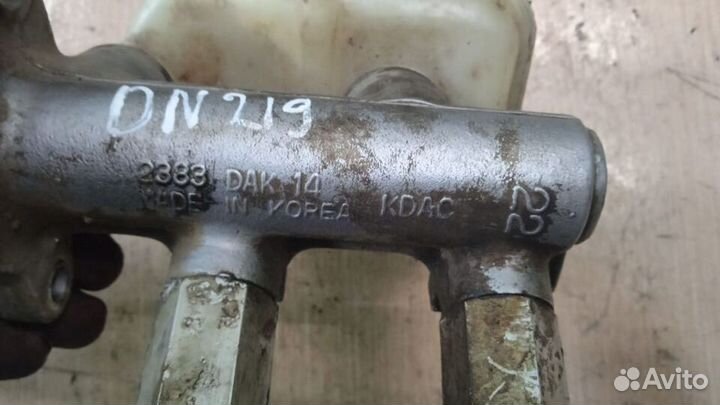 DN219
2383 DAK 14
MADE IN KOREA KDAC
22
Avito